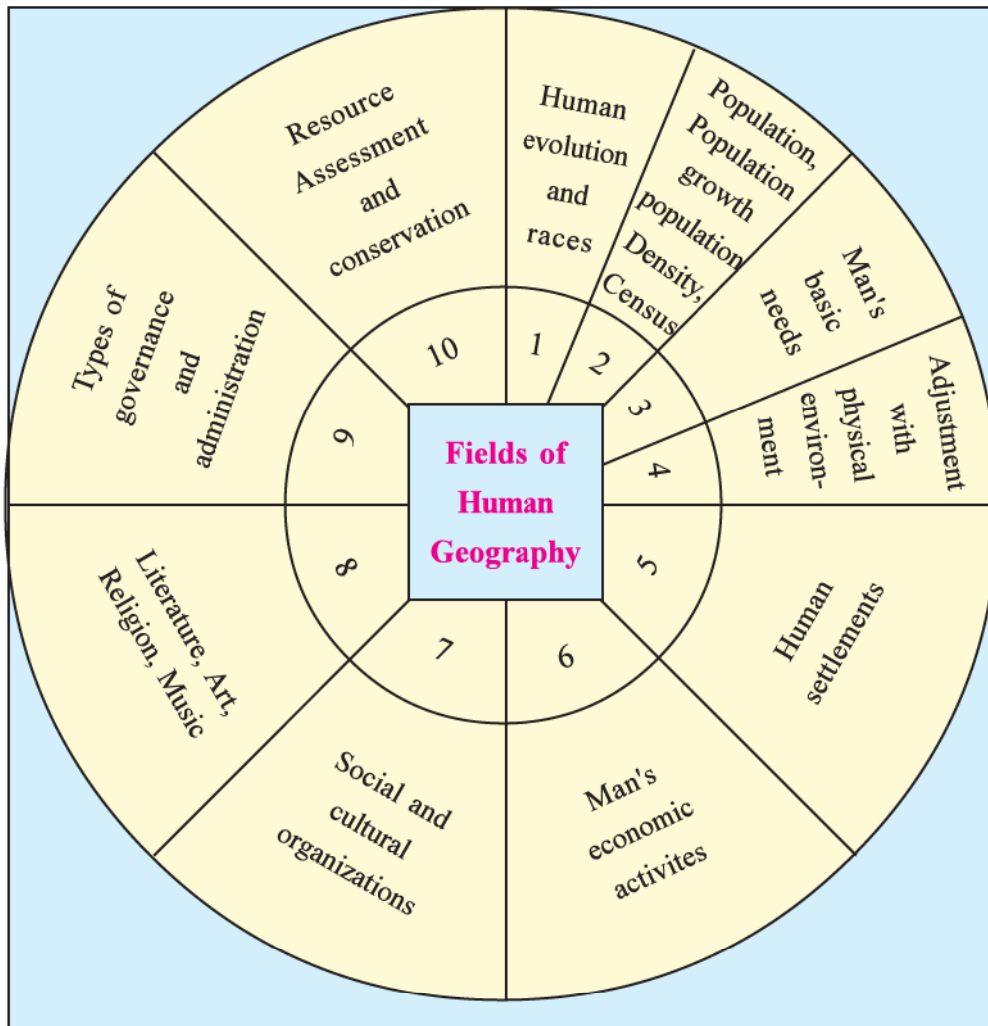 Fields of
Human
Geography
1
Human
evolution
and
races
2
Population,
Population
growth
population
Density,
Census
3
Man's
basic
needs
4
Adjustment
with
physical
environ-
ment
5
Human
settlements
6
Man's
economic
activites
7
Social and
cultural
organizations
8
Literature, Art,
Religion, Music
9
Types of
governance
and
administration
10
Resource
Assessment
and
conservation